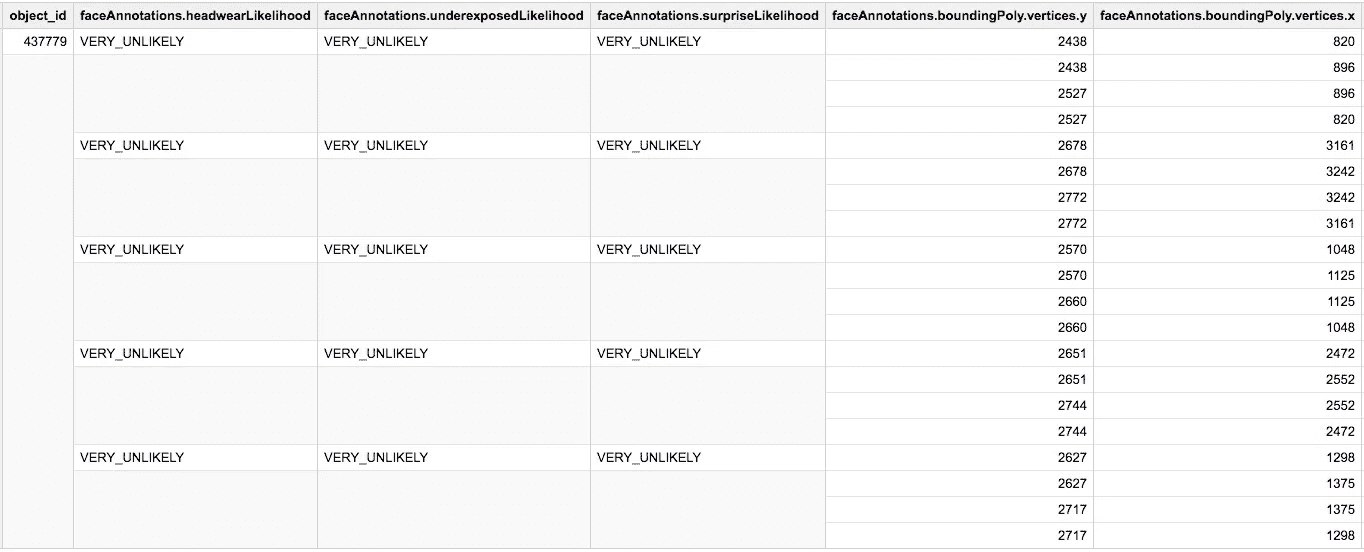 object_id faceAnnotations.headwearLikelihood faceAnnotations.underexposedLikelihood faceAnnotations.surpriseLikelihood faceAnnotations.boundingPoly.vertices.y faceAnnotations.boundingPoly.vertices.x
437779 VERY_UNLIKELY VERY_UNLIKELY VERY_UNLIKELY 2438 820
2438 896
2527 896
2527 820
VERY_UNLIKELY VERY_UNLIKELY VERY_UNLIKELY 2678 3161
2678 3242
2772 3242
2772 3161
VERY_UNLIKELY VERY_UNLIKELY VERY_UNLIKELY 2570 1048
2570 1125
2660 1125
2660 1048
VERY_UNLIKELY VERY_UNLIKELY VERY_UNLIKELY 2651 2472
2651 2552
2744 2552
2744 2472
VERY_UNLIKELY VERY_UNLIKELY VERY_UNLIKELY 2627 1298
2627 1375
2717 1375
2717 1298